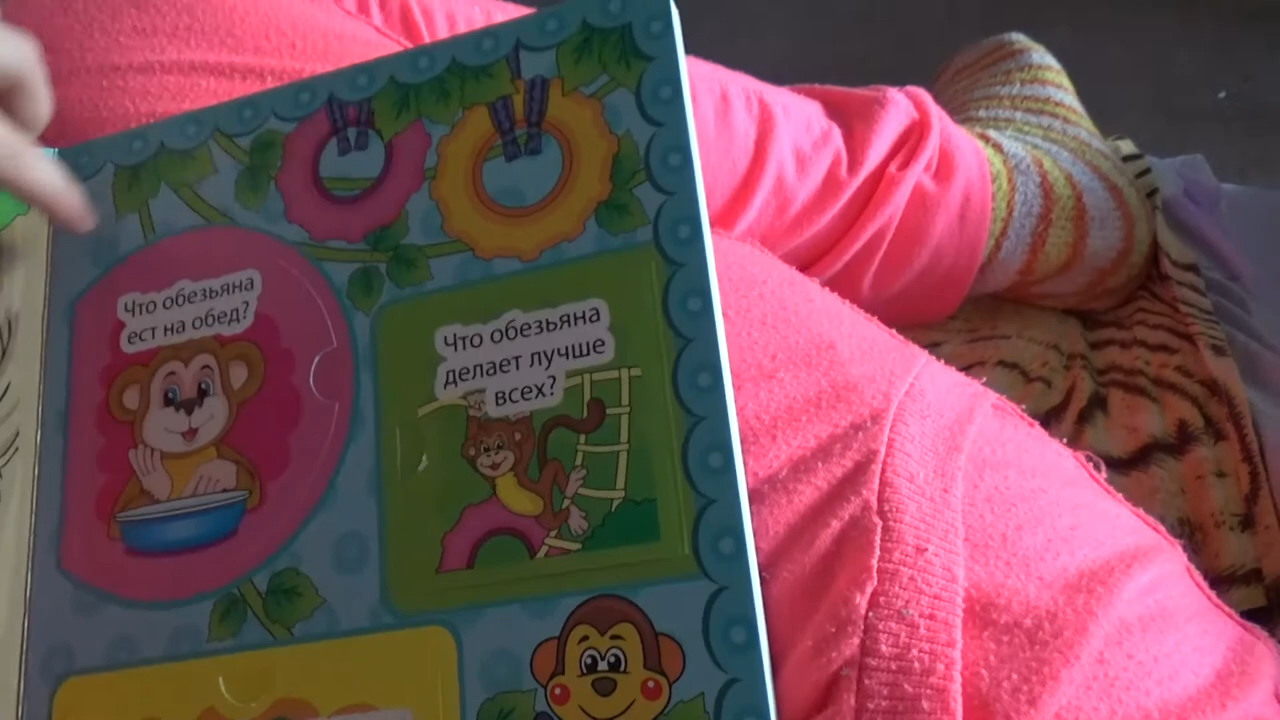 Что обезьяна
ест на обед?
Что обезьяна
делает лучше
всех?